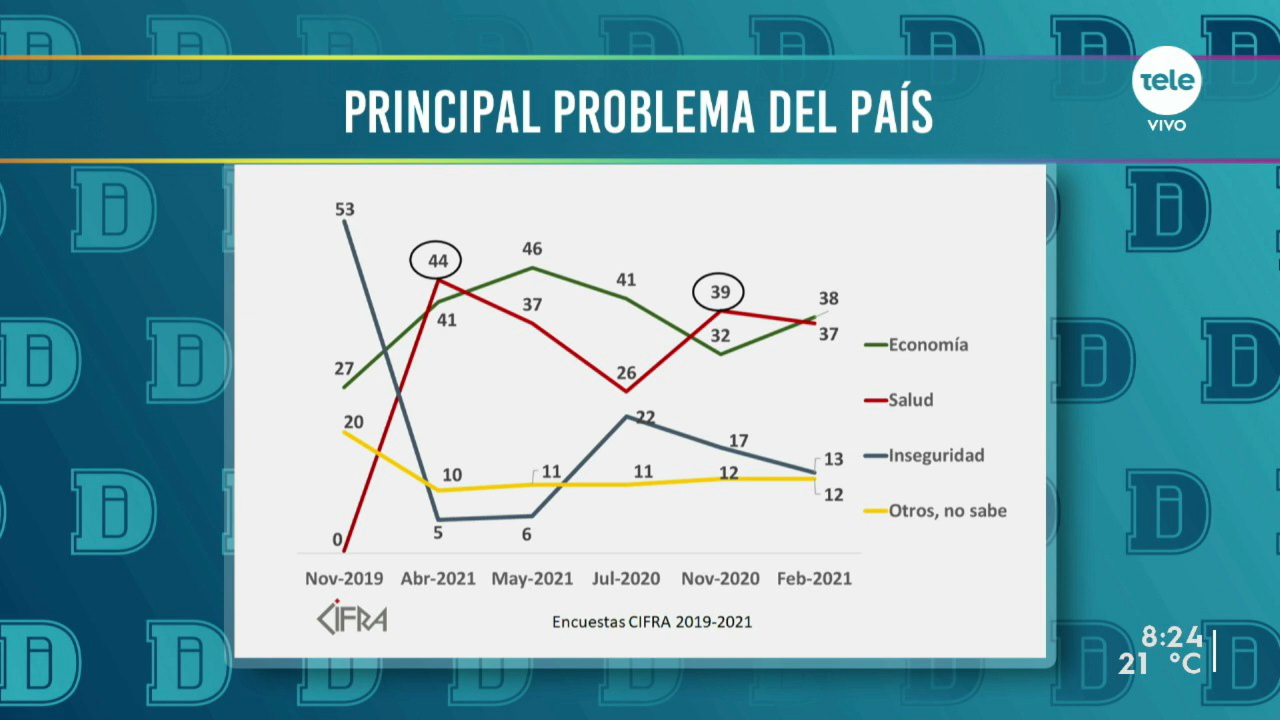 PRINCIPAL PROBLEMA DEL PAÍS
tele
VIVO
53
44
46
41
39
38
41
37
32
37
27
26
20
22
17
13
10
11
11
12
12
0
5
6
Economía
Salud
Inseguridad
Otros, no sabe
Nov-2019 Abr-2021 May-2021 Jul-2020 Nov-2020 Feb-2021
CIFRA
Encuestas CIFRA 2019-2021
8:24
21 °C